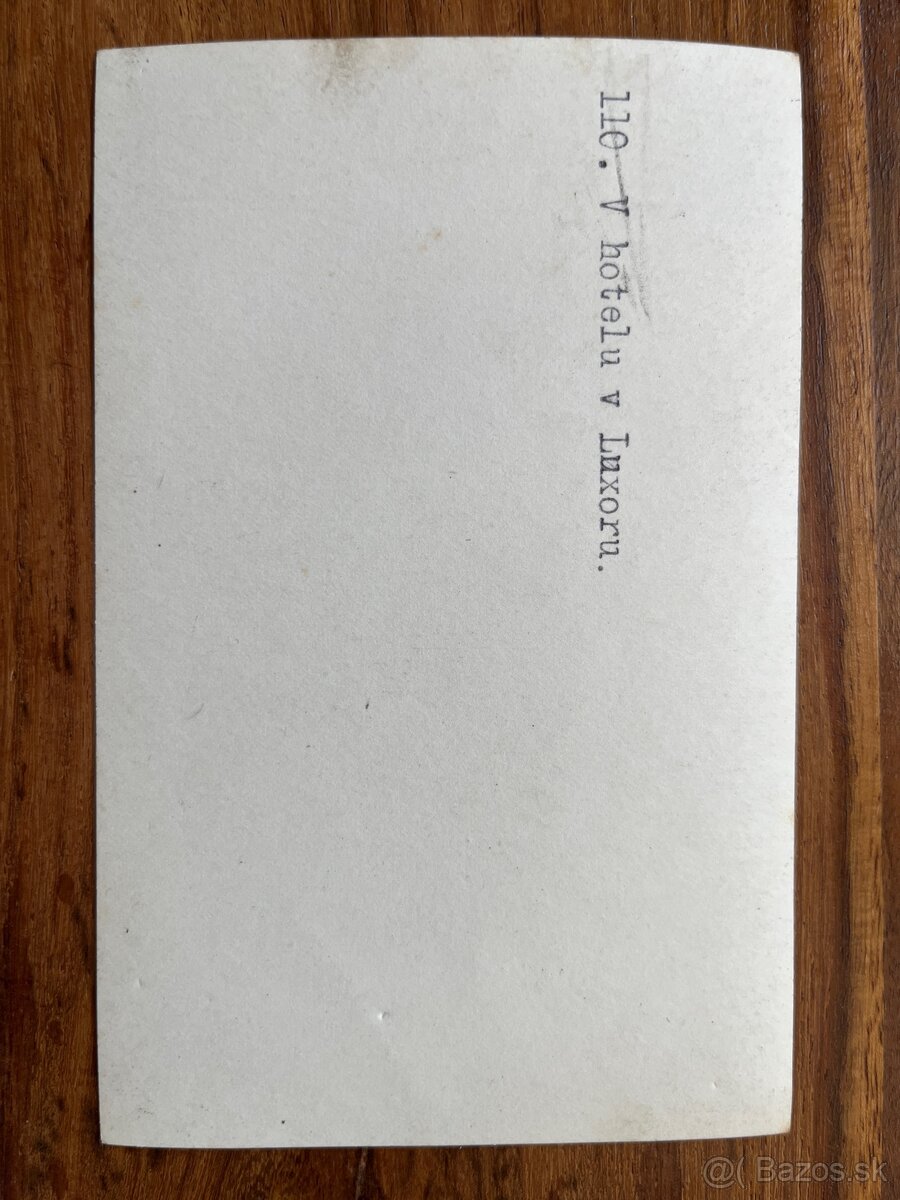 110. V hotelu v Luxoru.
@( Bazos.sk